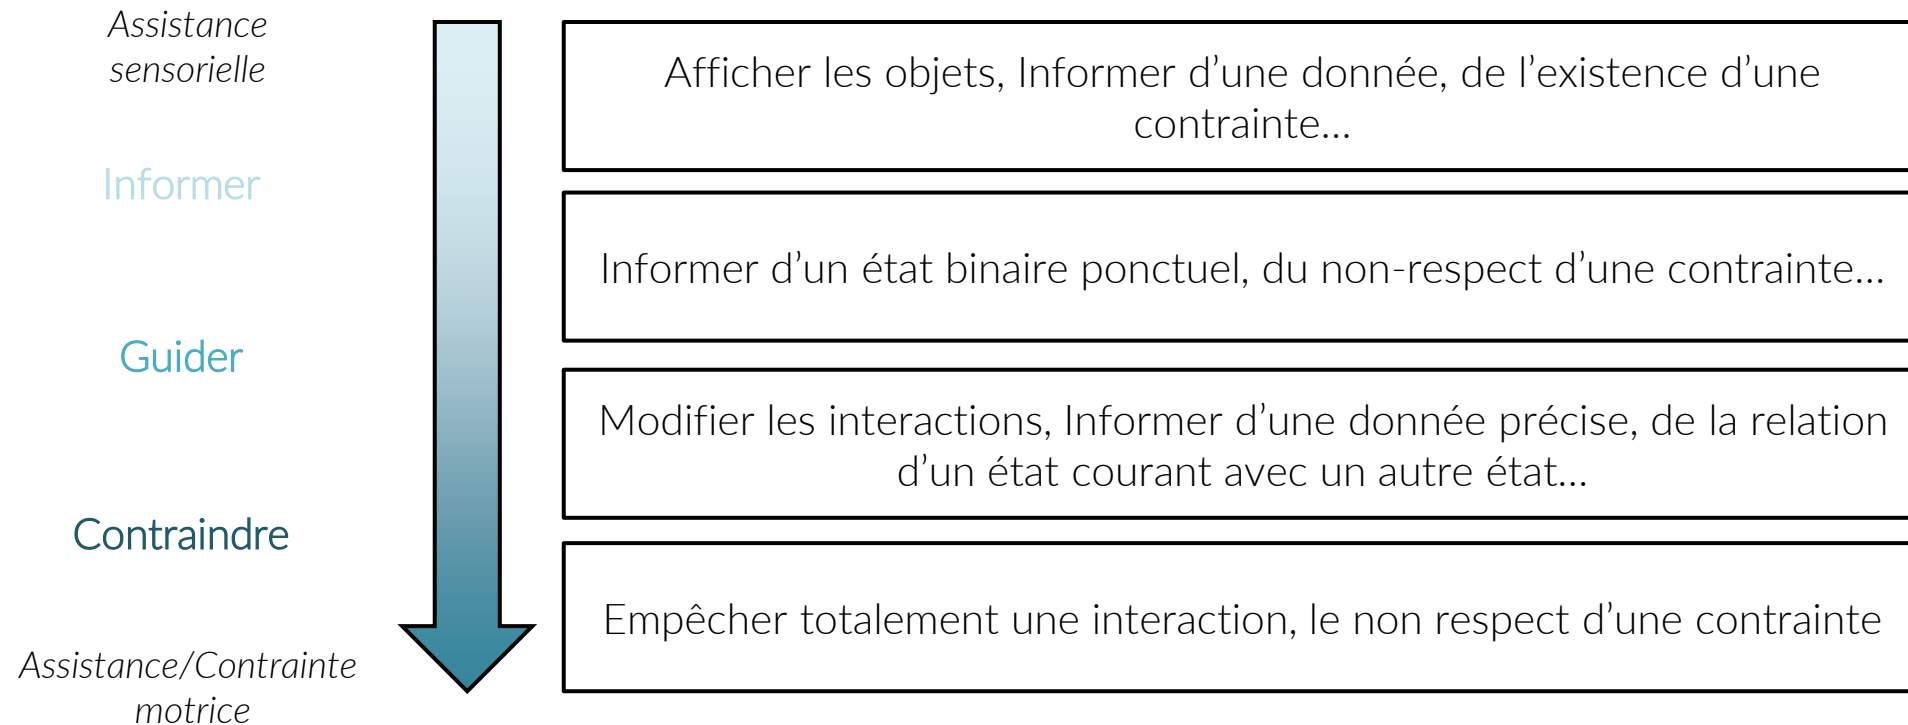 Assistance
sensorielle
Informer
Guider
Contraindre
Assistance/Contrainte
motrice
Afficher les objets, Informer d’une donnée, de l’existence d’une
contrainte…
Informer d’un état binaire ponctuel, du non-respect d’une contrainte…
Modifier les interactions, Informer d’une donnée précise, de la relation
d’un état courant avec un autre état…
Empêcher totalement une interaction, le non respect d’une contrainte